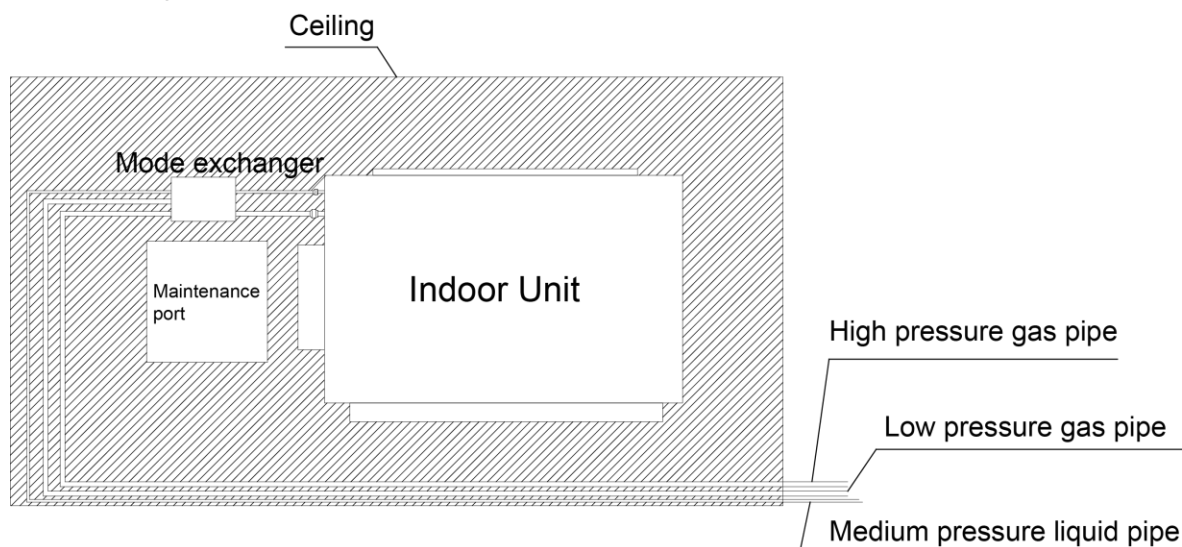 Ceiling
Mode exchanger
Indoor Unit
Maintenance
port
High pressure gas pipe
Low pressure gas pipe
Medium pressure liquid pipe